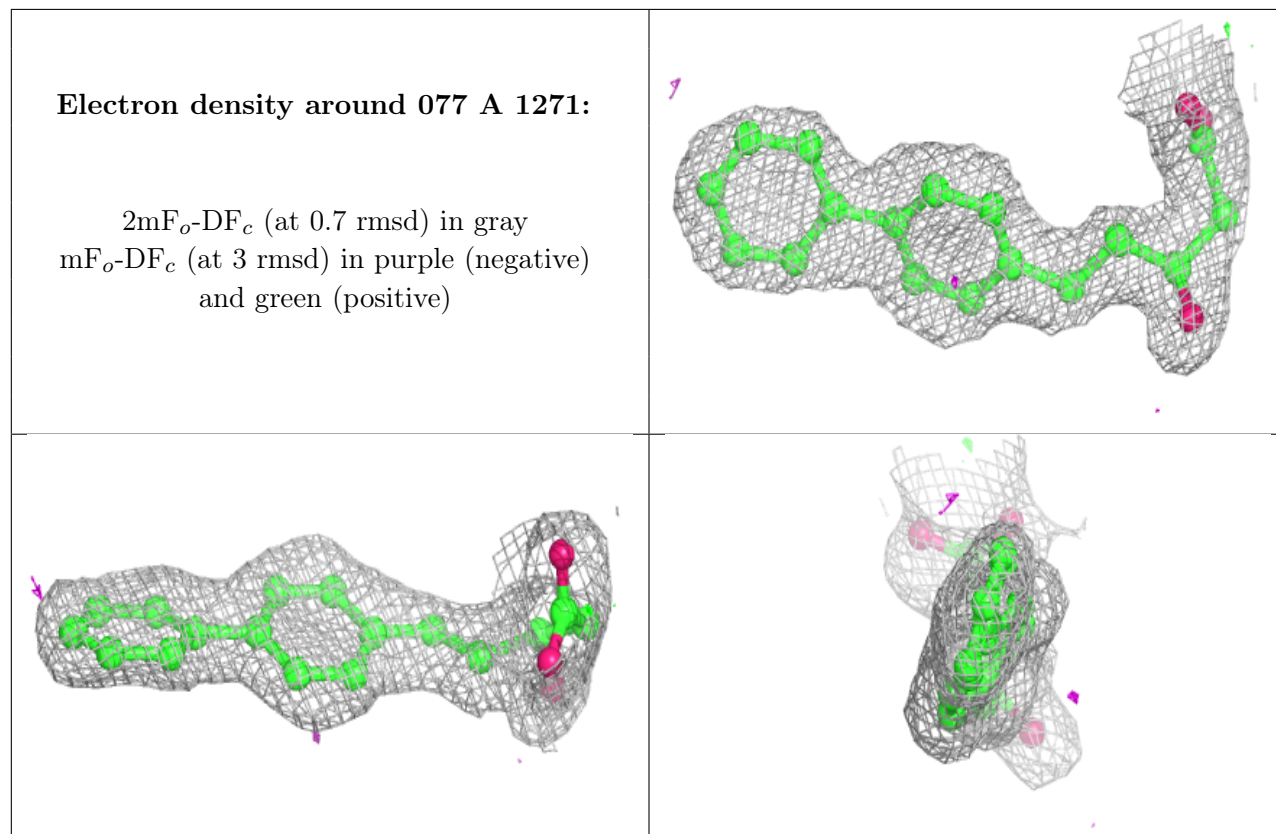 Electron density around 077 A 1271:
2mFo-DFc (at 0.7 rmsd) in gray
mFo-DFc (at 3 rmsd) in purple (negative)
and green (positive)